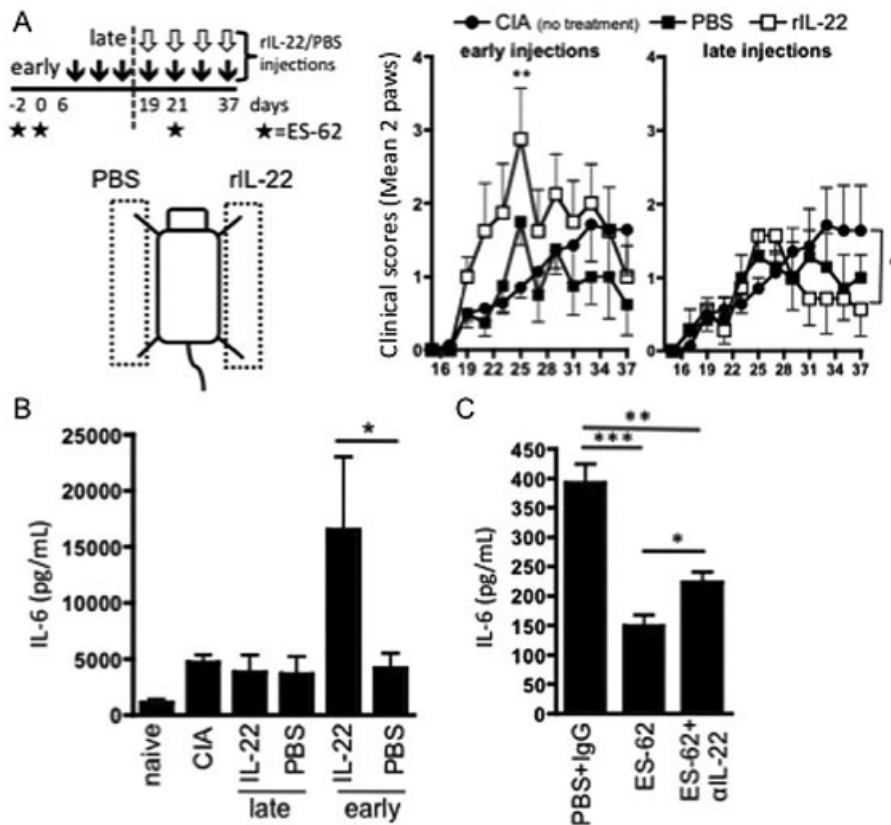 A
late
rIL-22/PBS
injections
early
-2 0 6 19 21 37 days
★ ★ ★ ★=ES-62
PBS rIL-22
CIA (no treatment) PBS rIL-22
early injections late injections
Clinical scores (Mean 2 paws)
4 4
**
3 3
2 2
1 1
0 0
16 19 22 25 28 31 34 37 16 19 22 25 28 31 34 37
B
IL-6 (pg/mL)
25000
20000
15000
10000
5000
0
*
naive
CIA
IL-22
PBS
IL-22
PBS
late early
C
IL-6 (pg/mL)
450
400
350
300
250
200
150
100
50
0
**
***
*
PBS+IgG
ES-62
ES-62+
αIL-22